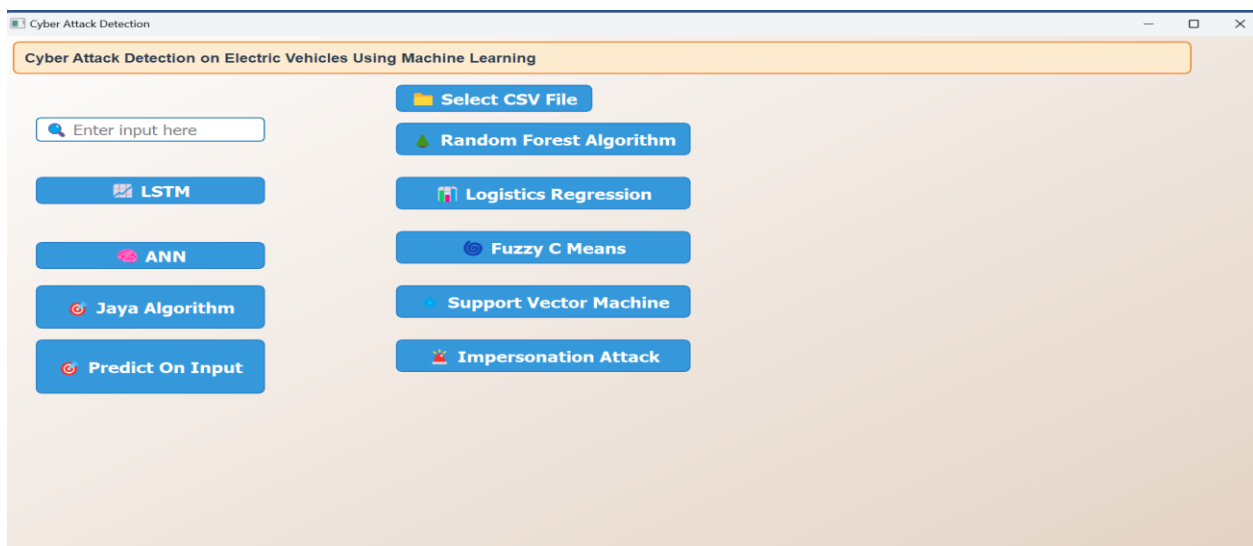 Cyber Attack Detection
Cyber Attack Detection on Electric Vehicles Using Machine Learning
Enter input here
LSTM
ANN
Jaya Algorithm
Predict On Input
Select CSV File
Random Forest Algorithm
Logistics Regression
Fuzzy C Means
Support Vector Machine
Impersonation Attack